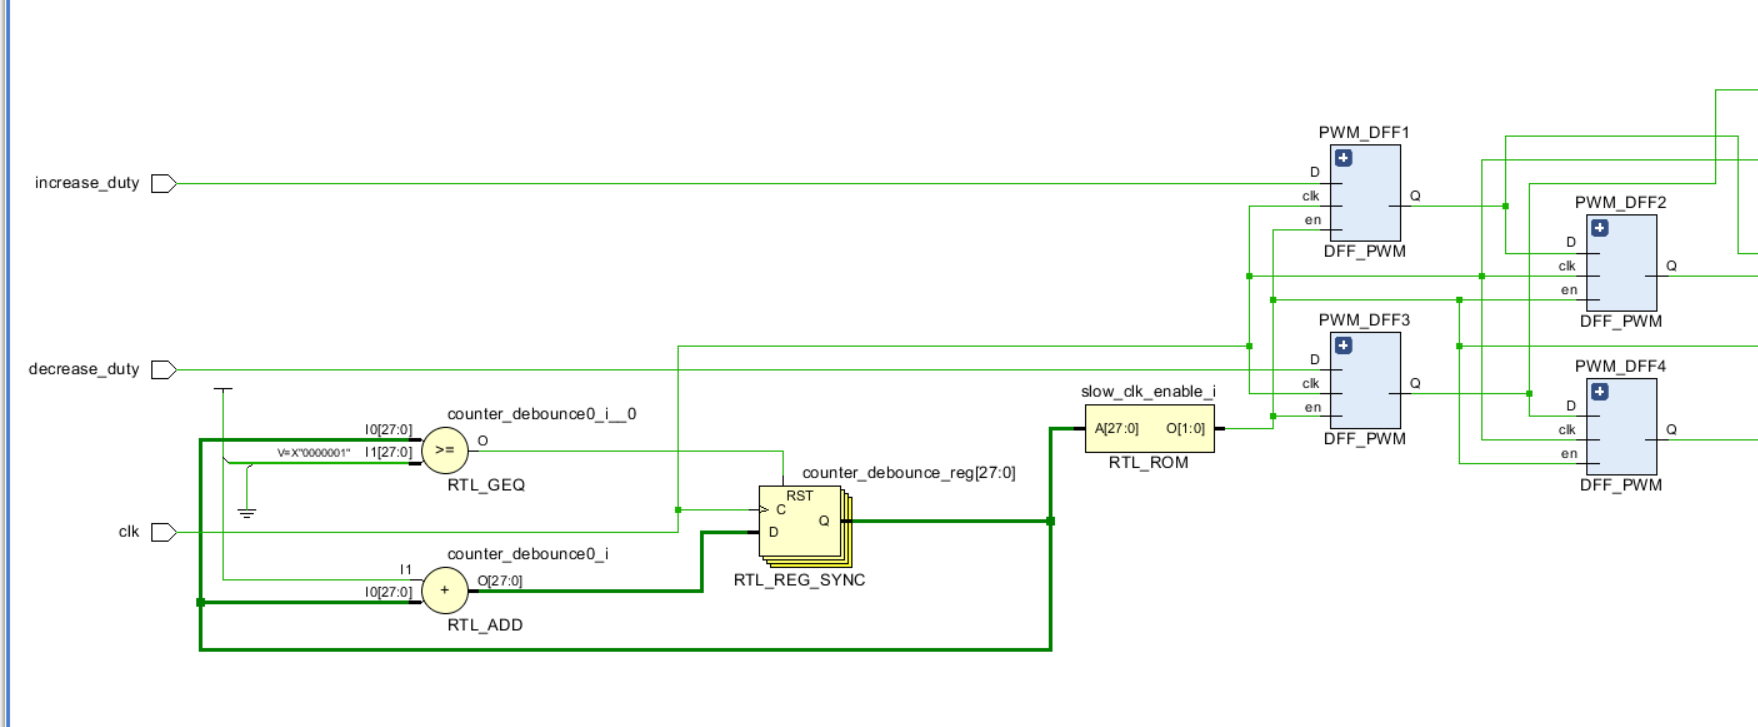 PWM_DFF1
increase_duty
D
clk
en
Q
DFF_PWM
PWM_DFF2
D
clk
en
Q
DFF_PWM
PWM_DFF3
decrease_duty
D
clk
en
Q
DFF_PWM
PWM_DFF4
D
clk
en
Q
DFF_PWM
slow_clk_enable_i
A[27:0] O[1:0]
RTL_ROM
counter_debounce0_i__0
I0[27:0]
V=X"0000001" I1[27:0]
>=
O
RTL_GEQ
counter_debounce_reg[27:0]
RST
C
D
Q
RTL_REG_SYNC
clk
counter_debounce0_i
I1
I0[27:0]
+
O[27:0]
RTL_ADD